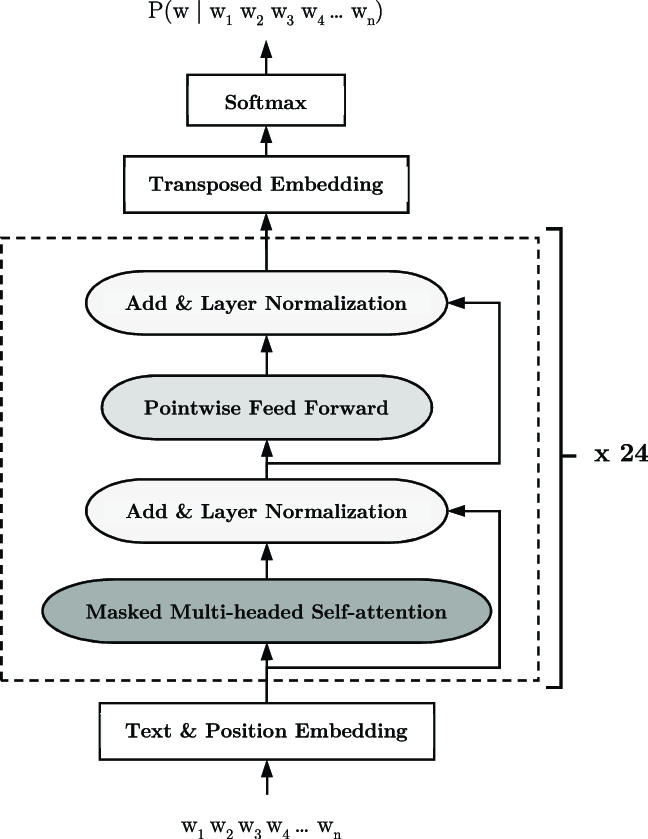 P(w | w₁ w₂ w₃ w₄ ... wₙ)
Softmax
Transposed Embedding
Add & Layer Normalization
Pointwise Feed Forward
x 24
Add & Layer Normalization
Masked Multi-headed Self-attention
Text & Position Embedding
w₁ w₂ w₃ w₄ ... wₙ